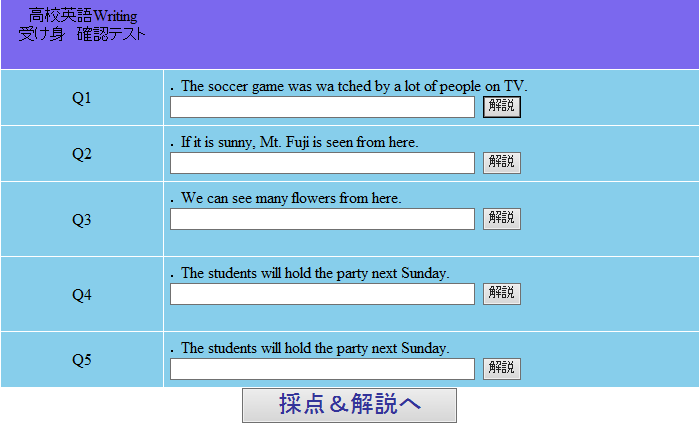 高校英語Writing
受け身　確認テスト
Q1
．The soccer game was wa tched by a lot of people on TV.
解説
Q2
．If it is sunny, Mt. Fuji is seen from here.
解説
Q3
．We can see many flowers from here.
解説
Q4
．The students will hold the party next Sunday.
解説
Q5
．The students will hold the party next Sunday.
解説
採点＆解説へ